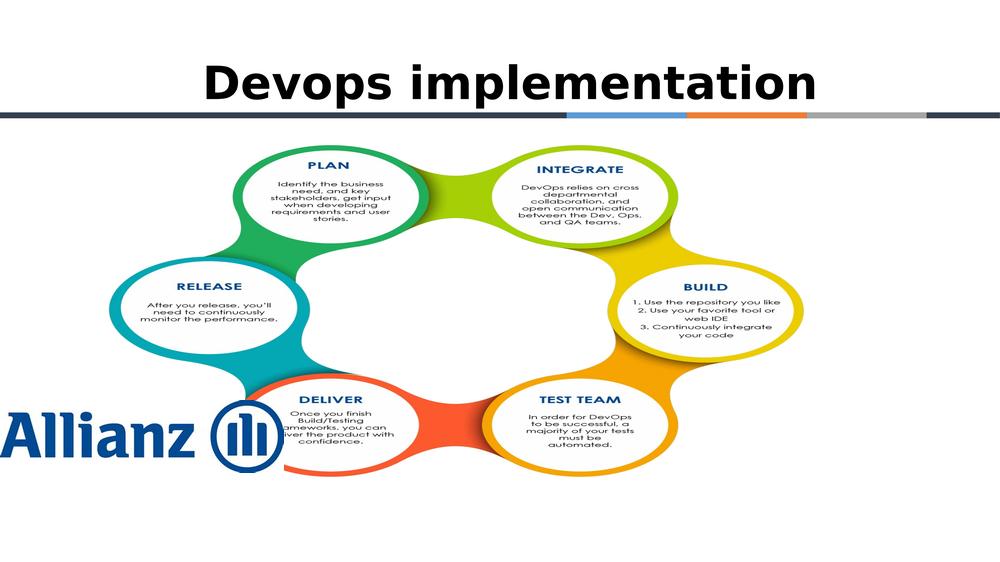 Devops implementation
PLAN
Identify the business
need, and key
stakeholders, get input
when developing
requirements and user
stories.
INTEGRATE
DevOps relies on cross
departmental
collaboration, and
open communication
between the Dev, Ops,
and QA teams.
RELEASE
After you release, you'll
need to continuously
monitor the performance.
BUILD
1. Use the repository you like
2. Use your favorite tool or
web IDE
3. Continuously integrate
your code
DELIVER
Once you finish
Build/Testing
ameworks, you can
iver the product with
confidence.
TEST TEAM
In order for DevOps
to be successful, a
majority of your tests
must be
automated.
Allianz